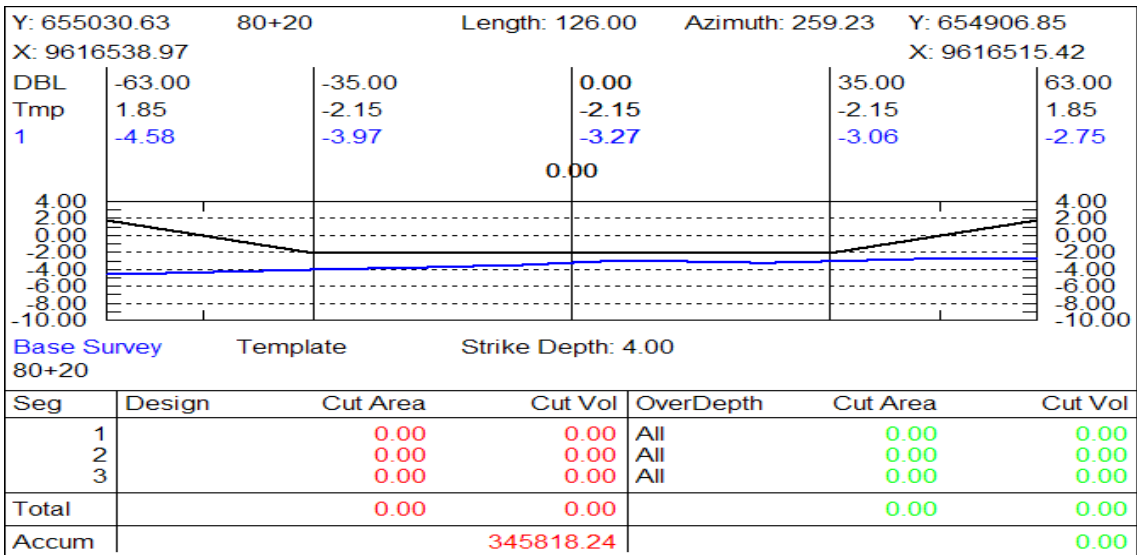 Y: 655030.63 80+20 Length: 126.00 Azimuth: 259.23 Y: 654906.85
X: 9616538.97 X: 9616515.42
DBL -63.00 -35.00 0.00 35.00 63.00
Tmp 1.85 -2.15 -2.15 -2.15 1.85
1 -4.58 -3.97 -3.27 -3.06 -2.75
0.00
4.00 4.00
2.00 2.00
0.00 0.00
-2.00 -2.00
-4.00 -4.00
-6.00 -6.00
-8.00 -8.00
-10.00 -10.00
Base Survey Template Strike Depth: 4.00
80+20
Seg Design Cut Area Cut Vol OverDepth Cut Area Cut Vol
1 0.00 0.00 All 0.00 0.00
2 0.00 0.00 All 0.00 0.00
3 0.00 0.00 All 0.00 0.00
Total 0.00 0.00 0.00 0.00
Accum 345818.24 0.00